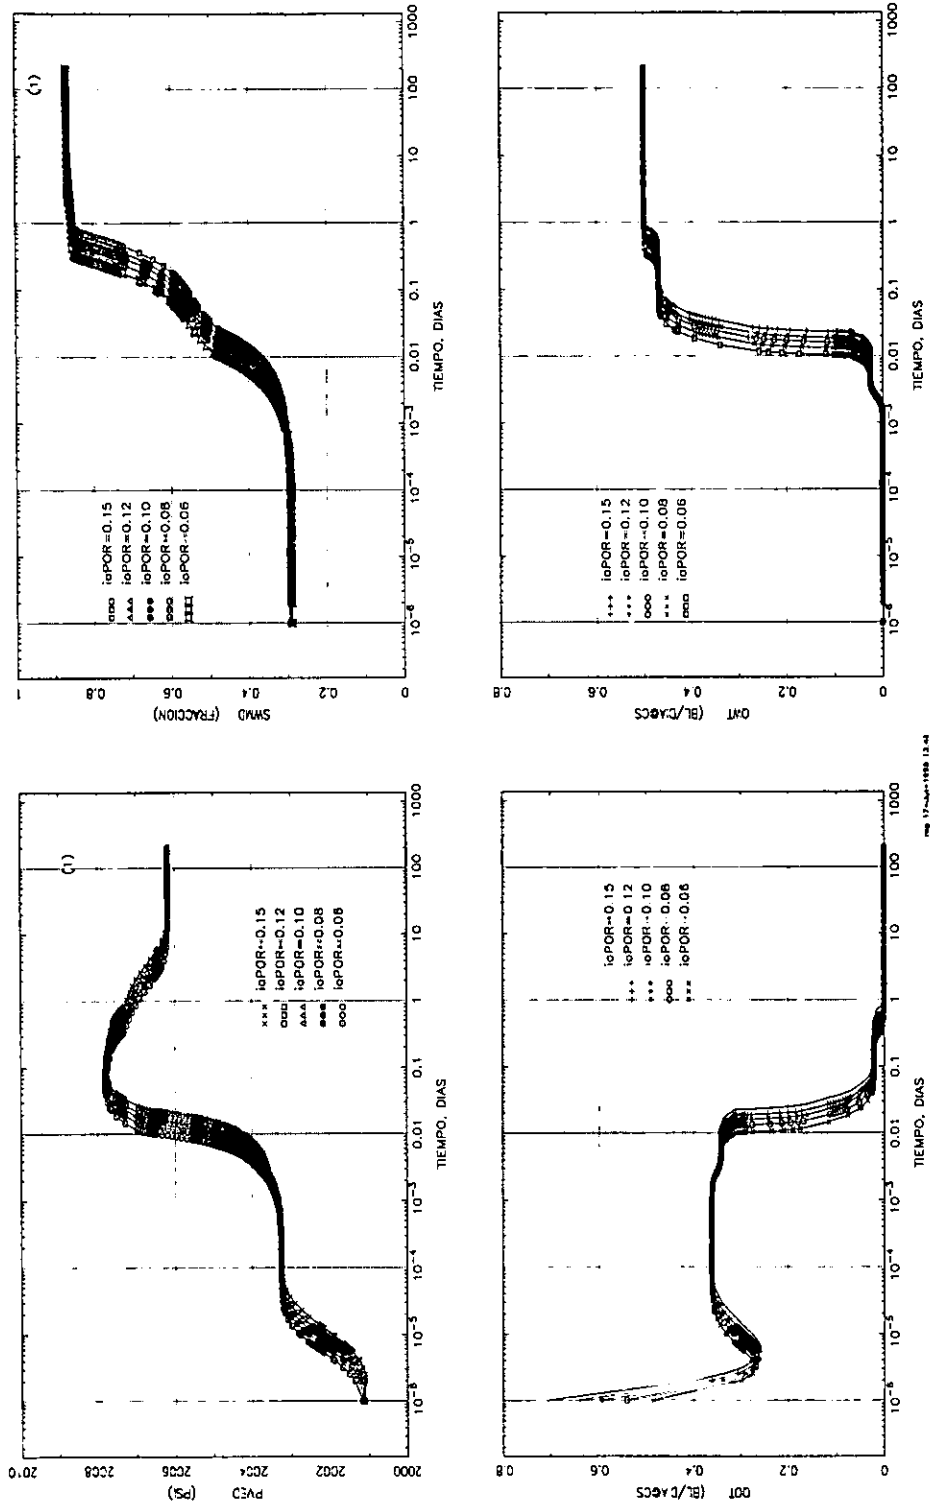 2010
2008
2006
2004
2002
2000
PVED
(PSI)
10⁻⁶
10⁻⁵
10⁻⁴
10⁻³
0.01
0.1
1
10
100
1000
TIEMPO, DIAS
(1)
××× ioPOR=0.15
ioPOR=0.12
ioPOR=0.10
ioPOR=0.08
ioPOR=0.06
1
0.8
0.6
0.4
0.2
0
SWMD (FRACCION)
10⁻⁶
10⁻⁵
10⁻⁴
10⁻³
0.01
0.1
1
10
100
1000
TIEMPO, DIAS
(1)
ioPOR=0.15
ioPOR=0.12
ioPOR=0.10
ioPOR=0.08
ioPOR=0.06
0.8
0.6
0.4
0.2
0
(BL/DIA@CS
10⁻⁶
10⁻⁵
10⁻⁴
10⁻³
0.01
0.1
1
10
100
1000
TIEMPO, DIAS
ioPOR=0.15
+++ ioPOR=0.12
ioPOR=0.10
ioPOR=0.08
ioPOR=0.06
0.8
0.6
0.4
0.2
0
QWT (BL/DIA@CS
10⁻⁶
10⁻⁵
10⁻⁴
10⁻³
0.01
0.1
1
10
100
1000
TIEMPO, DIAS
+++ ioPOR=0.15
ioPOR=0.12
ioPOR=0.10
××× ioPOR=0.08
ioPOR=0.06